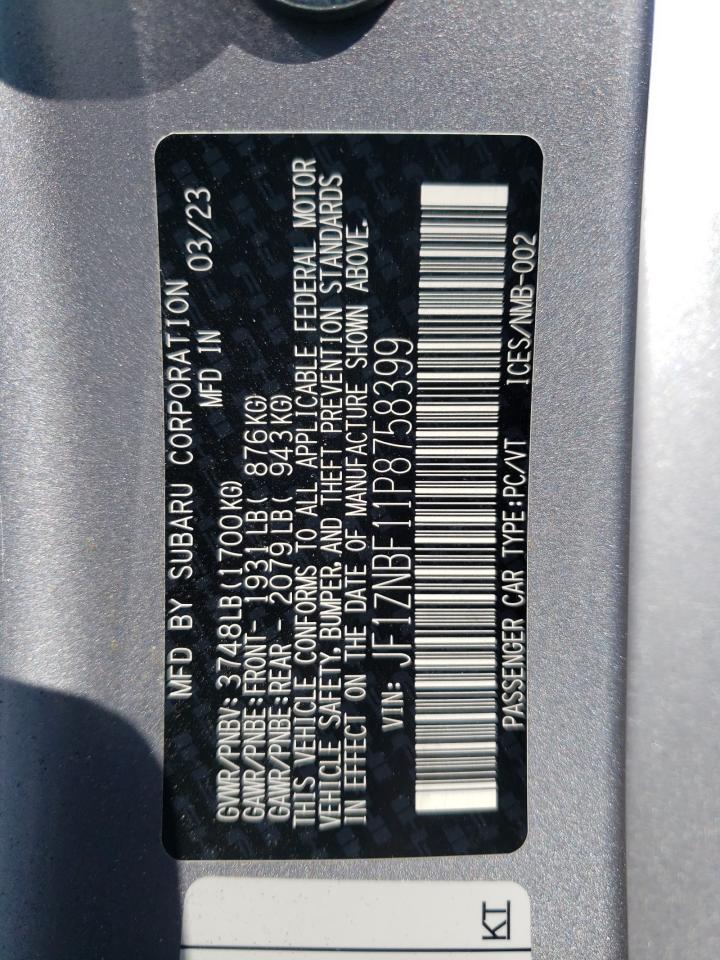 MFD BY SUBARU CORPORATION
MFD IN 03/23
GVWR/PNBV: 3748LB(1700KG)
GAWR/PNBE:FRONT- 1931LB( 876KG)
GAWR/PNBE:REAR - 2079LB( 943KG)
THIS VEHICLE CONFORMS TO ALL APPLICABLE FEDERAL MOTOR
VEHICLE SAFETY, BUMPER, AND THEFT PREVENTION STANDARDS
IN EFFECT ON THE DATE OF MANUFACTURE SHOWN ABOVE.
VIN: JF1ZNBF11P8758399
PASSENGER CAR TYPE:PC/VT ICES/NMB-002
KT